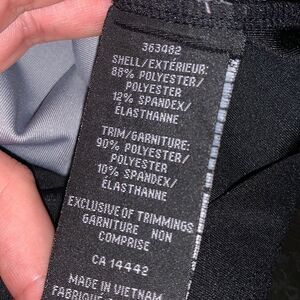 363482
SHELL/EXTÉRIEUR:
88% POLYESTER/
POLYESTER
12% SPANDEX/
ÉLASTHANNE
TRIM/GARNITURE:
90% POLYESTER/
POLYESTER
10% SPANDEX/
ÉLASTHANNE
EXCLUSIVE OF TRIMMINGS
GARNITURE NON
COMPRISE
CA 14442
MADE IN VIETNAM
FABRIQUÉ